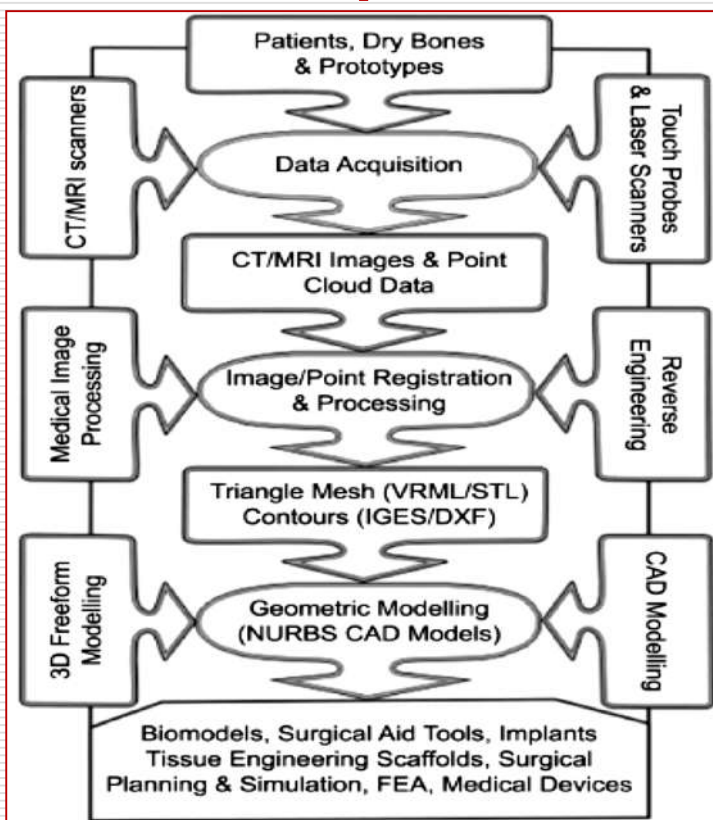 Patients, Dry Bones
& Prototypes
CT/MRI scanners
Data Acquisition
Touch Probes
& Laser Scanners
CT/MRI Images & Point
Cloud Data
Medical Image
Processing
Image/Point Registration
& Processing
Reverse
Engineering
Triangle Mesh (VRML/STL)
Contours (IGES/DXF)
3D Freeform
Modelling
Geometric Modelling
(NURBS CAD Models)
CAD Modelling
Biomodels, Surgical Aid Tools, Implants
Tissue Engineering Scaffolds, Surgical
Planning & Simulation, FEA, Medical Devices